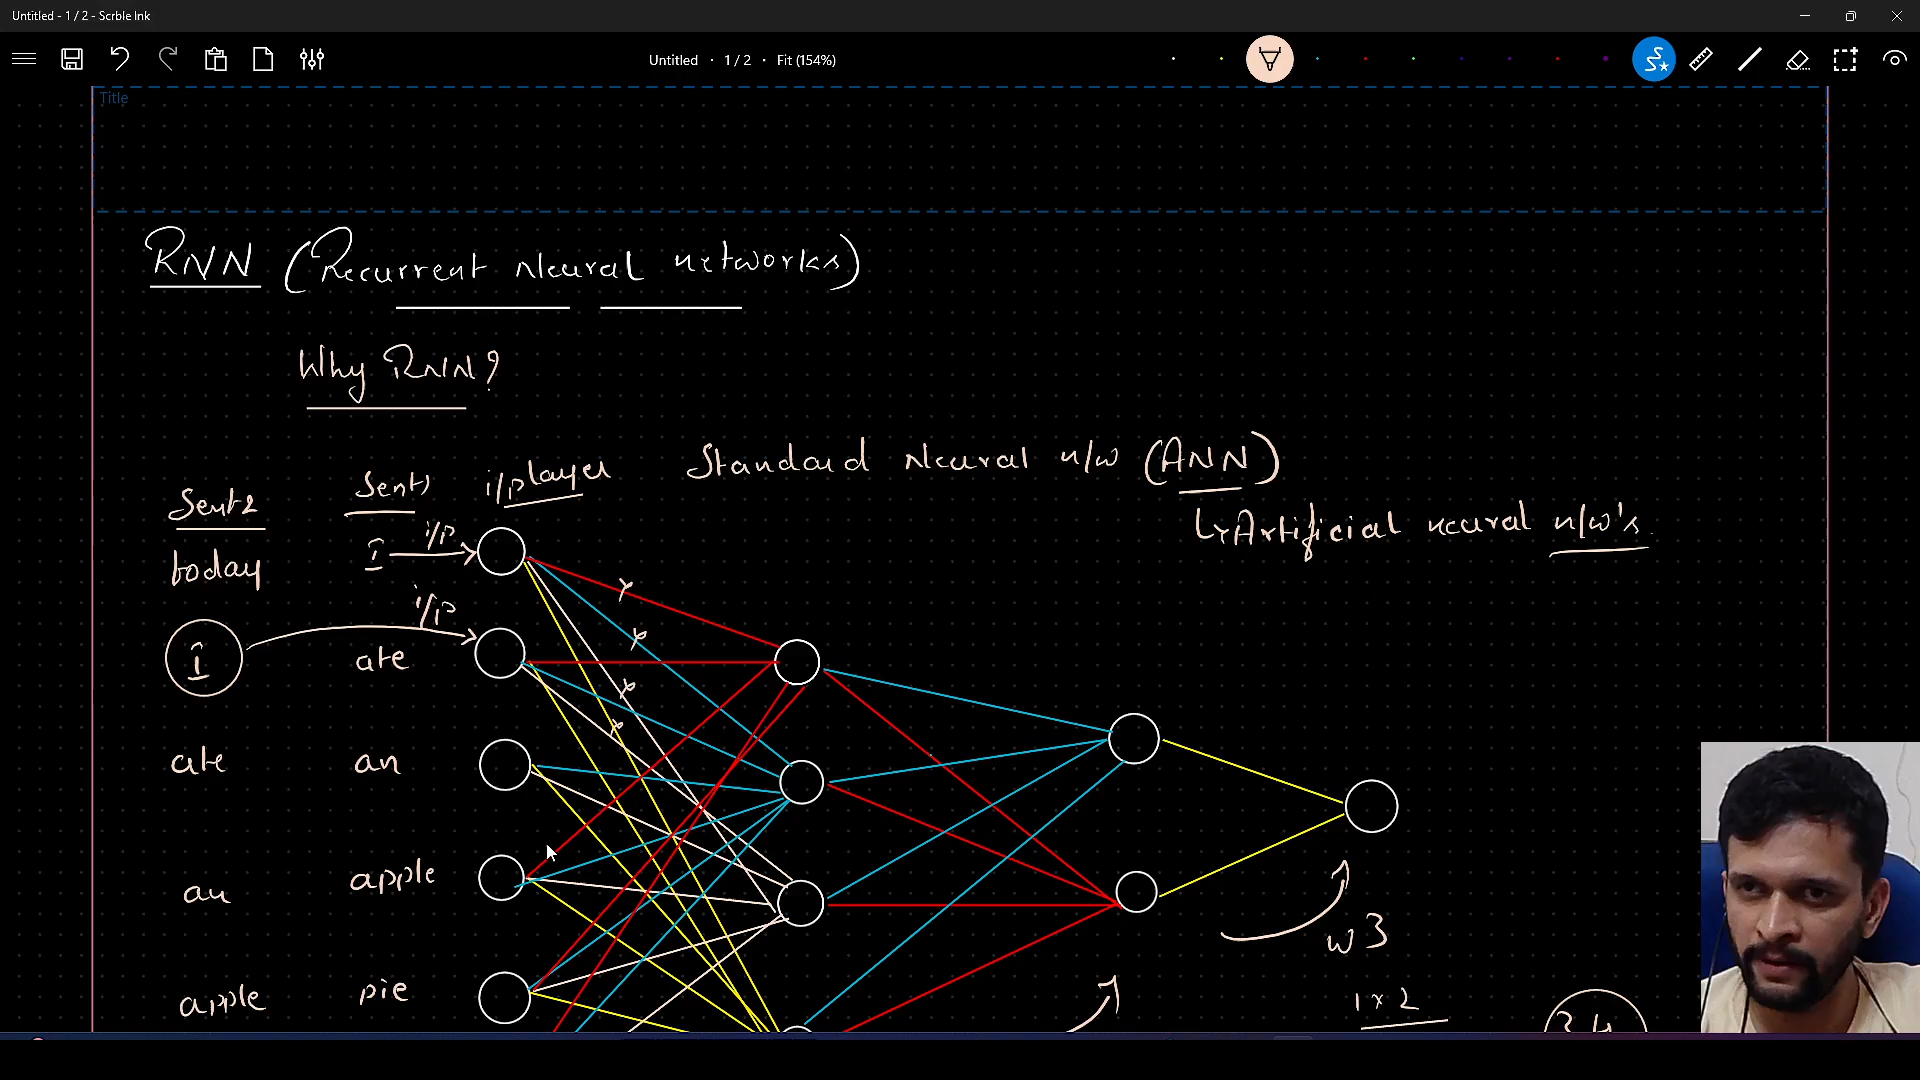 Untitled - 1 / 2 - Scrble Ink
Untitled · 1 / 2 · Fit (154%)
Title
RNN (Recurrent Neural networks)
Why RNN?
Standard Neural n/w (ANN)
↳Artificial neural n/w's
Sent2 Sent1 i/p layer
today I i/p
I ate i/p
ate an
an apple
apple pie
w3
1x2